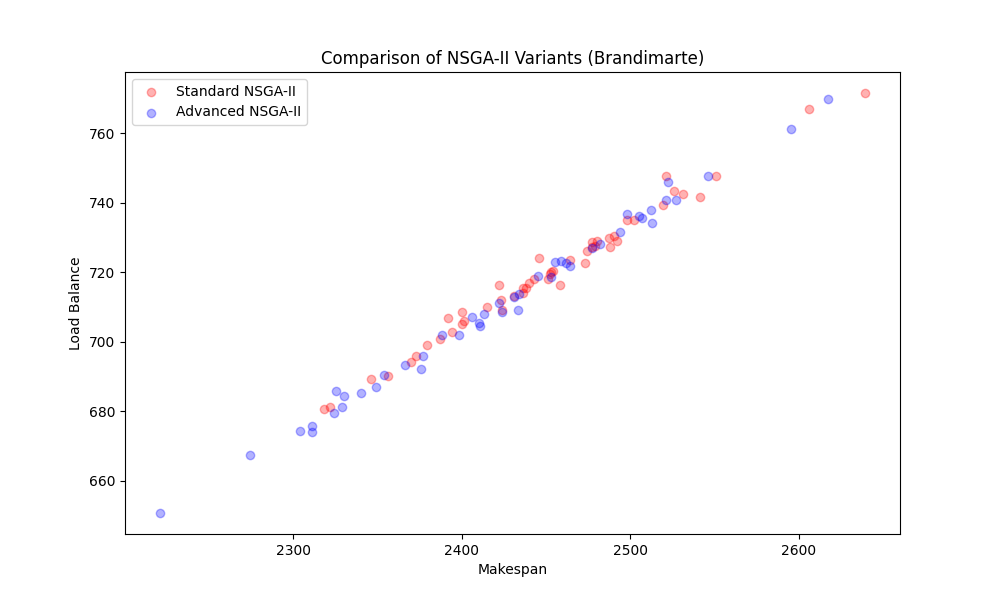 Comparison of NSGA-II Variants (Brandimarte)
Standard NSGA-II
Advanced NSGA-II
760
740
720
700
680
660
Load Balance
2300 2400 2500 2600
Makespan